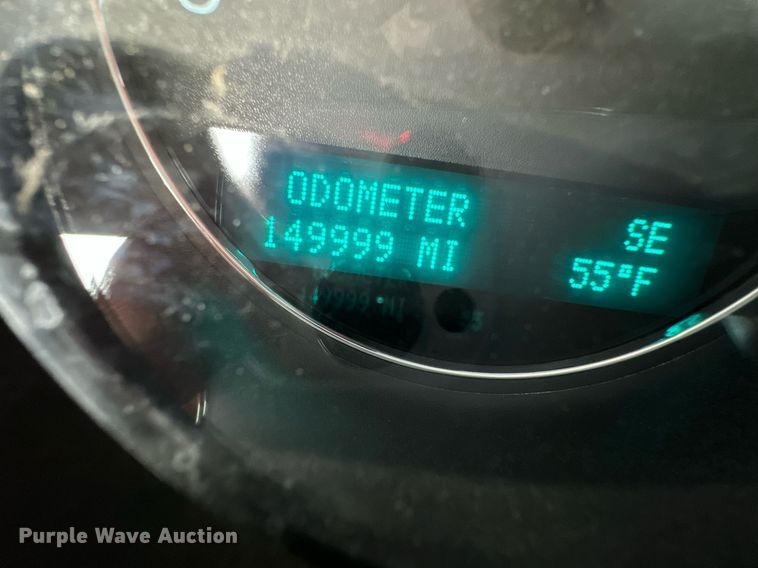 ODOMETER
149999 MI
SE
55°F
Purple Wave Auction